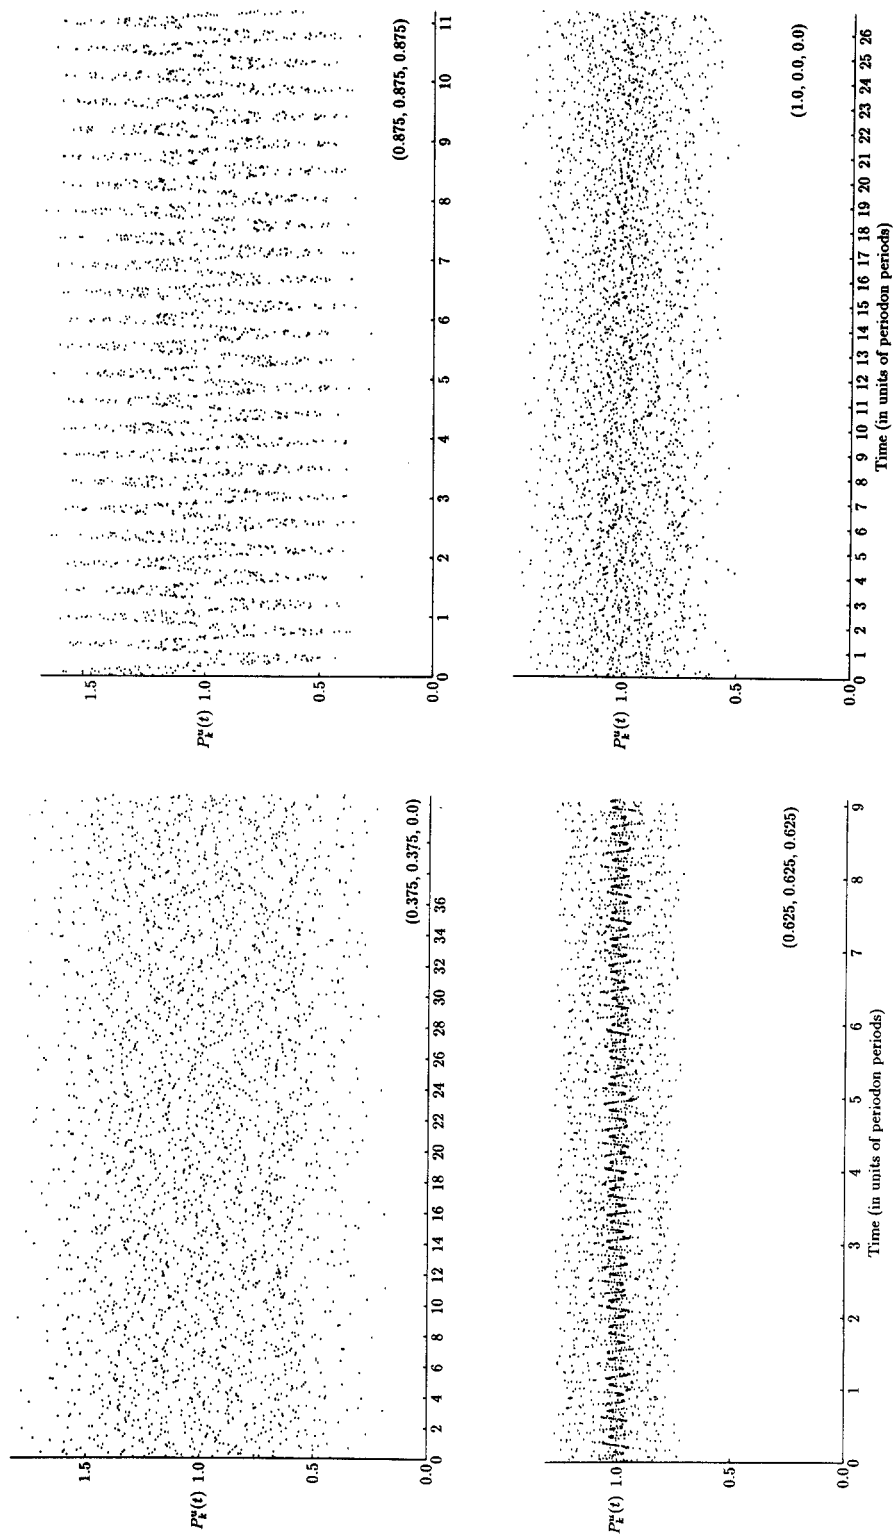 1.5
P_k^u(t) 1.0
0.5
0.0
(0.375, 0.375, 0.0)
0 2 4 6 8 10 12 14 16 18 20 22 24 26 28 30 32 34 36
1.5
P_k^u(t) 1.0
0.5
0.0
(0.875, 0.875, 0.875)
0 1 2 3 4 5 6 7 8 9 10 11
P_k^u(t) 1.0
0.5
0.0
(0.625, 0.625, 0.625)
0 1 2 3 4 5 6 7 8 9
Time (in units of periodon periods)
P_k^u(t) 1.0
0.5
0.0
(1.0, 0.0, 0.0)
0 1 2 3 4 5 6 7 8 9 10 11 12 13 14 15 16 17 18 19 20 21 22 23 24 25 26
Time (in units of periodon periods)